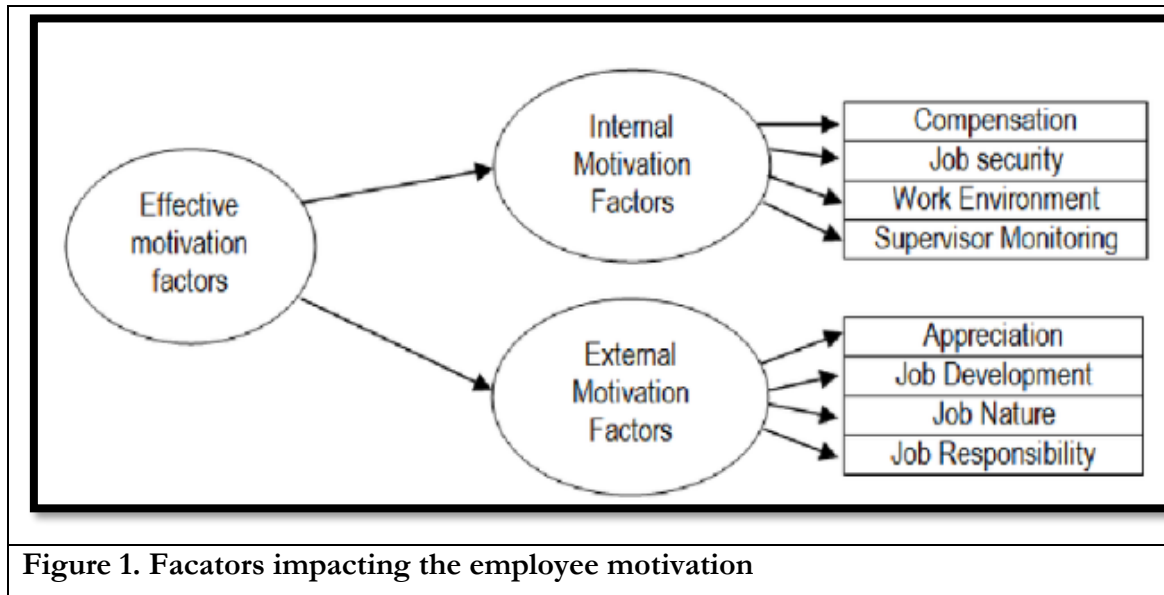 Effective
motivation
factors
Internal
Motivation
Factors
Compensation
Job security
Work Environment
Supervisor Monitoring
External
Motivation
Factors
Appreciation
Job Development
Job Nature
Job Responsibility
Figure 1. Facators impacting the employee motivation